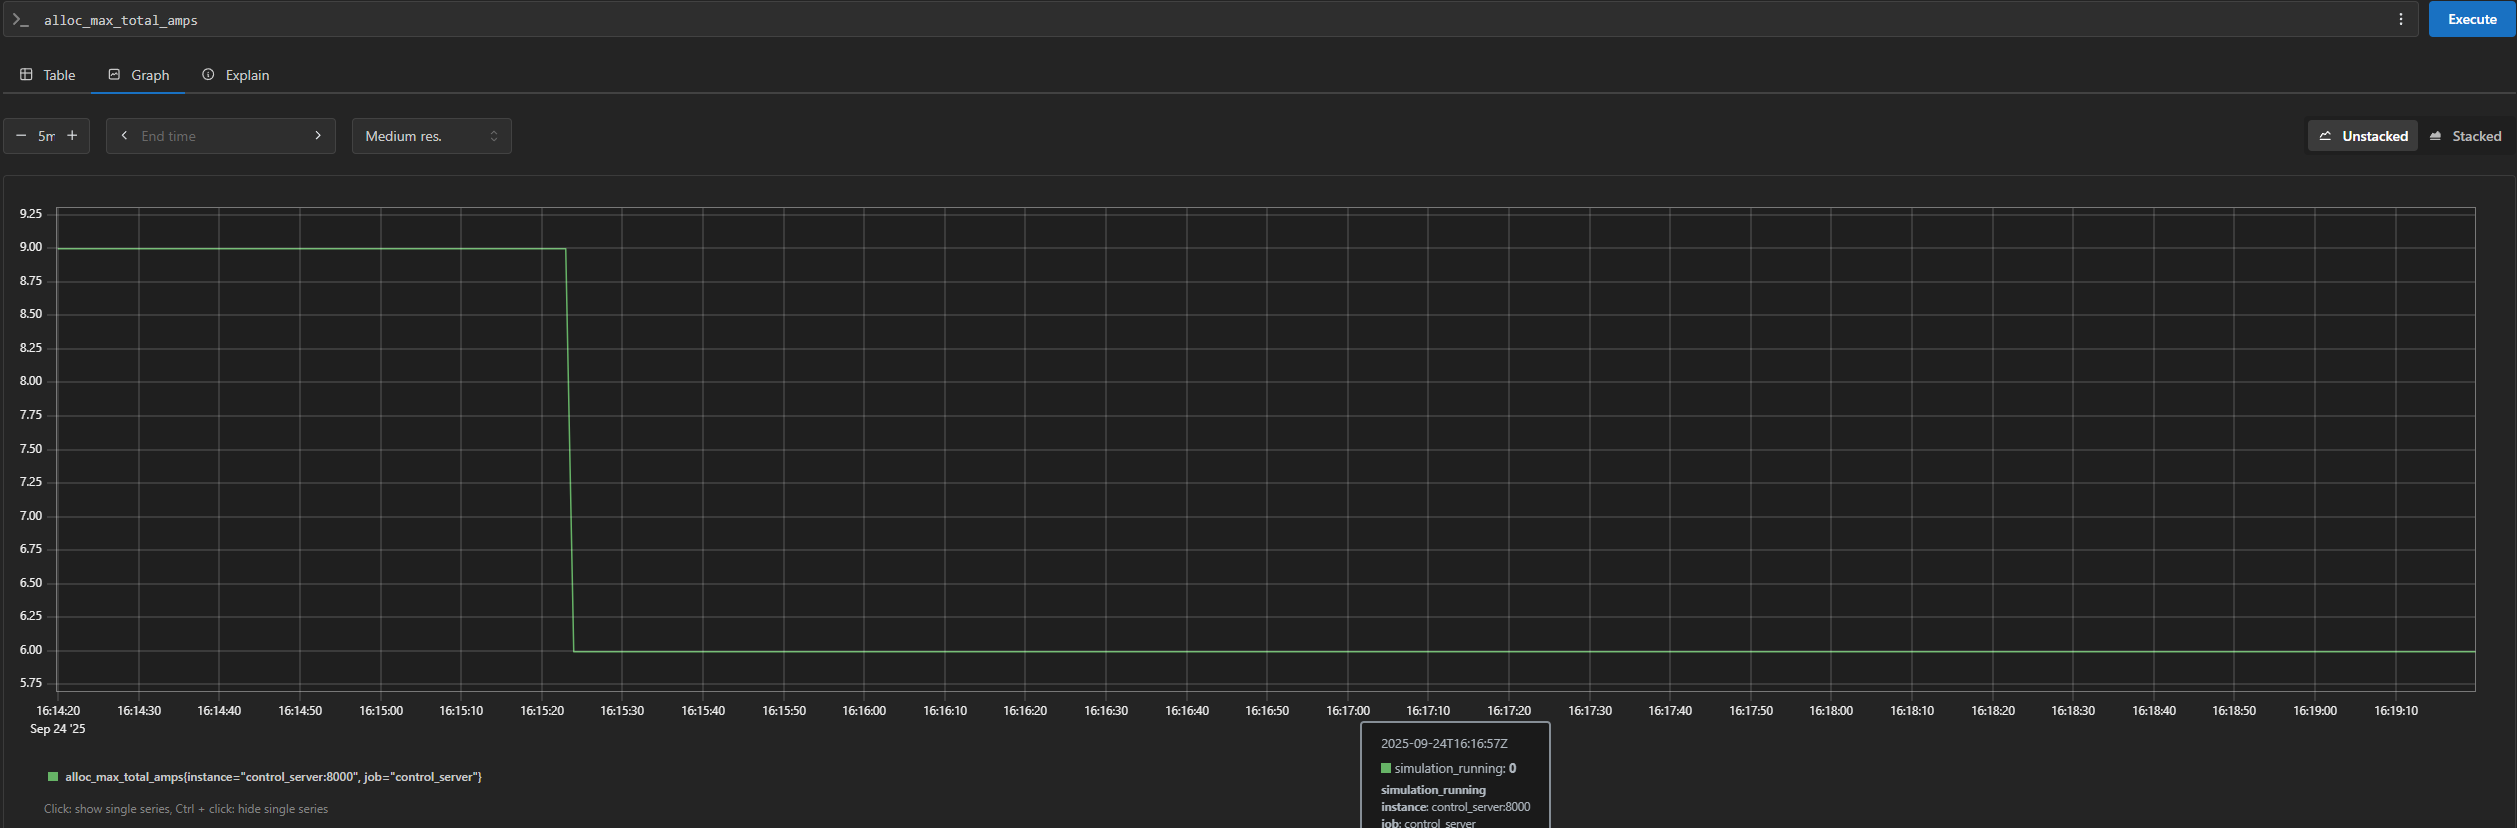 alloc_max_total_amps
Execute
Table Graph Explain
5m End time Medium res. Unstacked Stacked
9.25
9.00
8.75
8.50
8.25
8.00
7.75
7.50
7.25
7.00
6.75
6.50
6.25
6.00
5.75
16:14:20 16:14:30 16:14:40 16:14:50 16:15:00 16:15:10 16:15:20 16:15:30 16:15:40 16:15:50 16:16:00 16:16:10 16:16:20 16:16:30 16:16:40 16:16:50 16:17:00 16:17:10 16:17:20 16:17:30 16:17:40 16:17:50 16:18:00 16:18:10 16:18:20 16:18:30 16:18:40 16:18:50 16:19:00 16:19:10
Sep 24 '25
2025-09-24T16:16:57Z
simulation_running: 0
simulation_running
instance: control_server:8000
job: control_server
alloc_max_total_amps{instance="control_server:8000", job="control_server"}
Click: show single series, Ctrl + click: hide single series